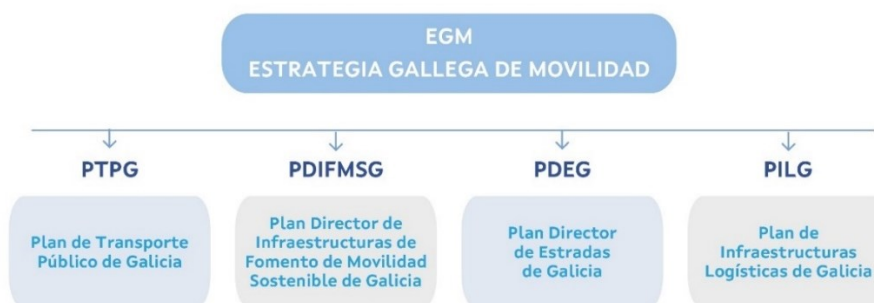 EGM
ESTRATEGIA GALLEGA DE MOVILIDAD
PTPG
PDIFMSG
PDEG
PILG
Plan de Transporte
Público de Galicia
Plan Director de
Infraestructuras de
Fomento de Movilidad
Sostenible de Galicia
Plan Director
de Estradas
de Galicia
Plan de
Infraestructuras
Logísticas de Galicia